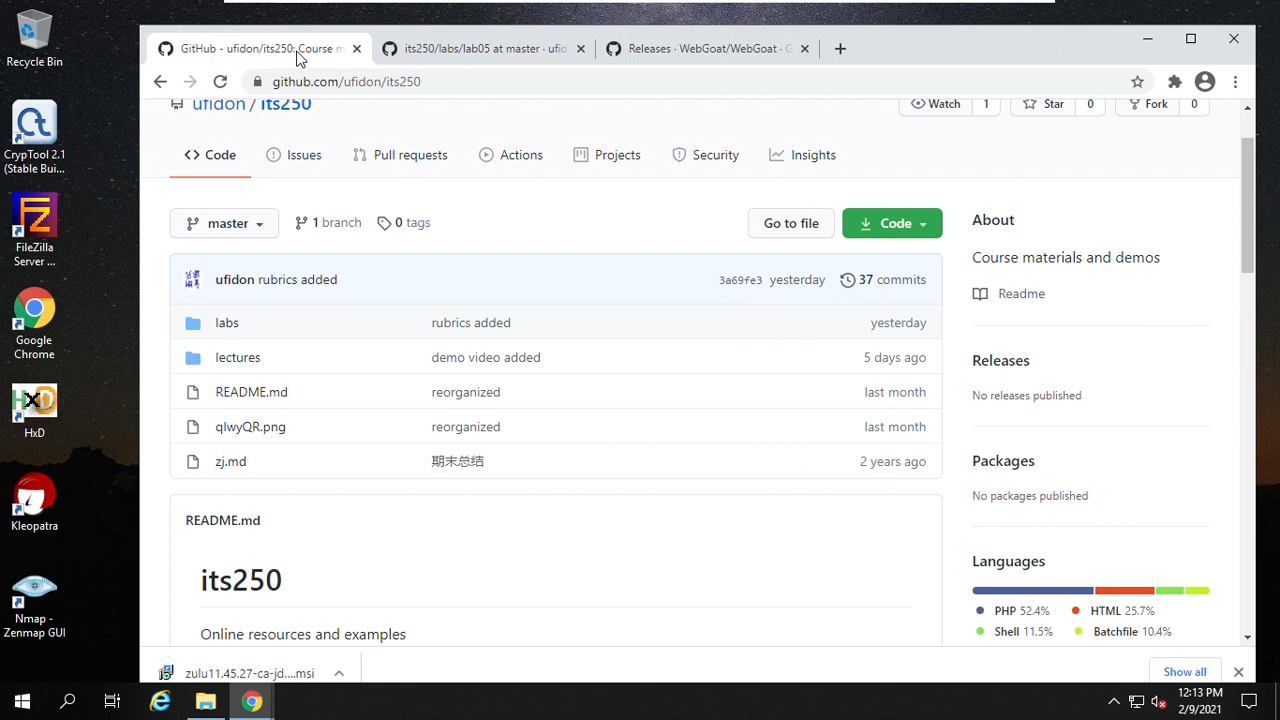 Recycle Bin
CrypTool 2.1
(Stable Bui...
FileZilla
Server ...
Google
Chrome
HxD
Kleopatra
Nmap -
Zenmap GUI
GitHub - ufidon/its250: Course m
its250/labs/lab05 at master · ufid
Releases · WebGoat/WebGoat · G
github.com/ufidon/its250
ufidon / its250
Watch 1
Star 0
Fork 0
Code Issues Pull requests Actions Projects Security Insights
master 1 branch 0 tags Go to file Code
ufidon rubrics added 3a69fe3 yesterday 37 commits
labs rubrics added yesterday
lectures demo video added 5 days ago
README.md reorganized last month
qlwyQR.png reorganized last month
zj.md 期末总结 2 years ago
README.md
its250
Online resources and examples
About
Course materials and demos
Readme
Releases
No releases published
Packages
No packages published
Languages
PHP 52.4% HTML 25.7%
Shell 11.5% Batchfile 10.4%
zulu11.45.27-ca-jd....msi
Show all
12:13 PM
2/9/2021